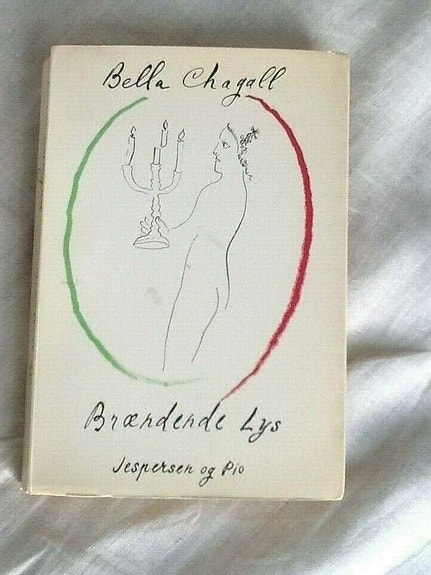 Bella Chagall
Brændende Lys
Jespersen og Pio